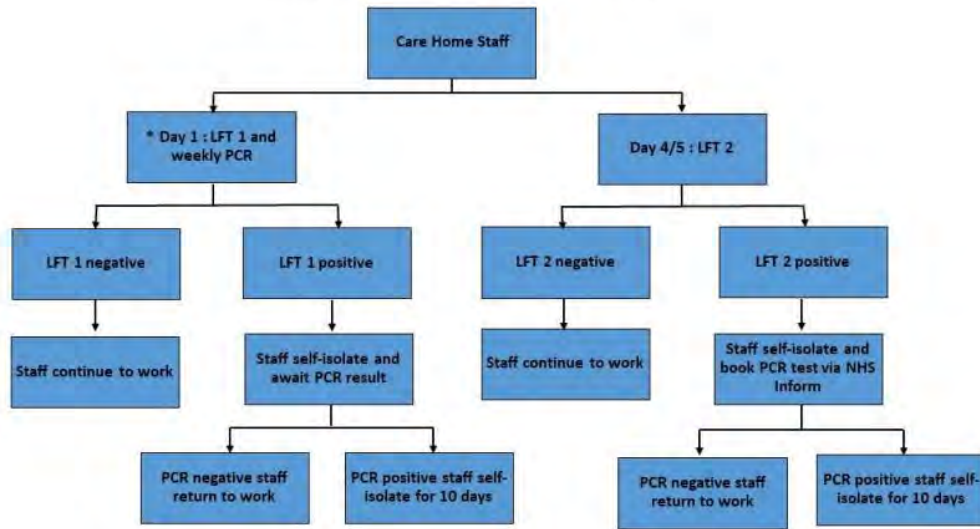 Care Home Staff
* Day 1 : LFT 1 and
weekly PCR
Day 4/5 : LFT 2
LFT 1 negative
LFT 1 positive
LFT 2 negative
LFT 2 positive
Staff continue to work
Staff self-isolate and
await PCR result
Staff continue to work
Staff self-isolate and
book PCR test via NHS
Inform
PCR negative staff
return to work
PCR positive staff self-
isolate for 10 days
PCR negative staff
return to work
PCR positive staff self-
isolate for 10 days